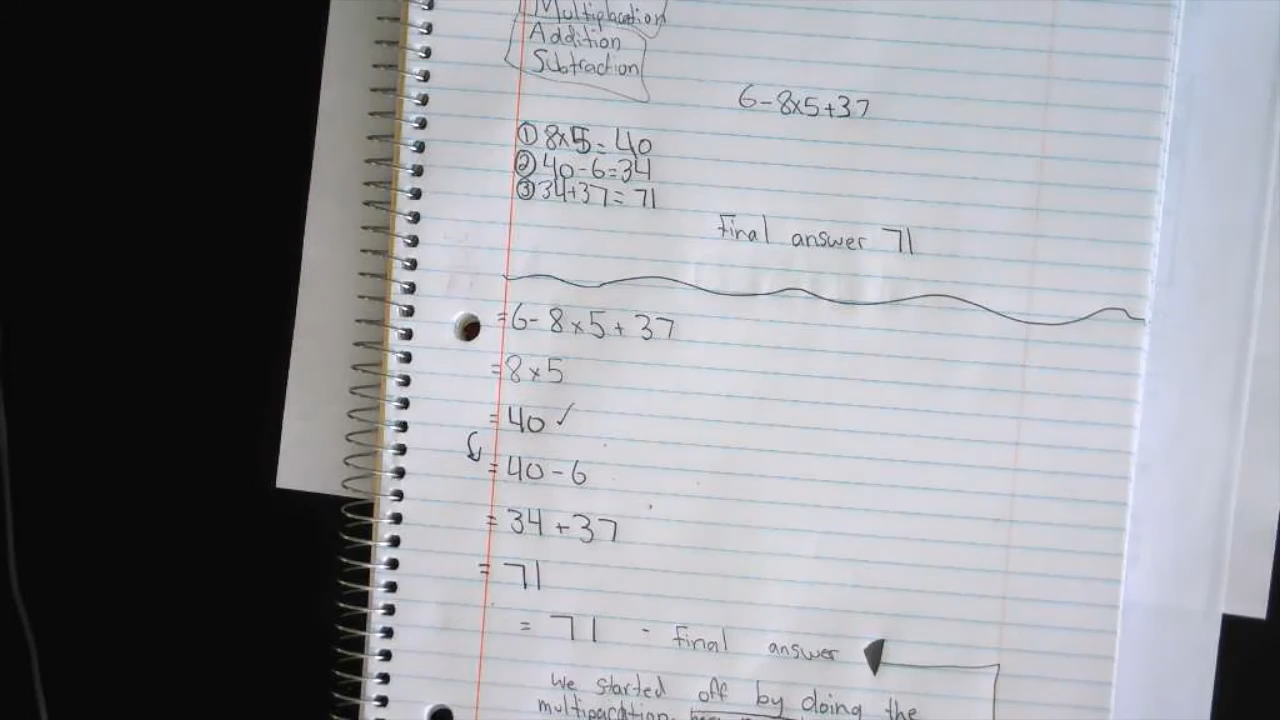 Multiplacation
Addition
Subtraction
6-8x5+37
① 8x5=40
② 40-6=34
③ 34+37=71
Final answer 71
=6-8x5+37
=8x5
=40✓
=40-6
=34+37
=71
=71 - Final answer
We started off by doing the